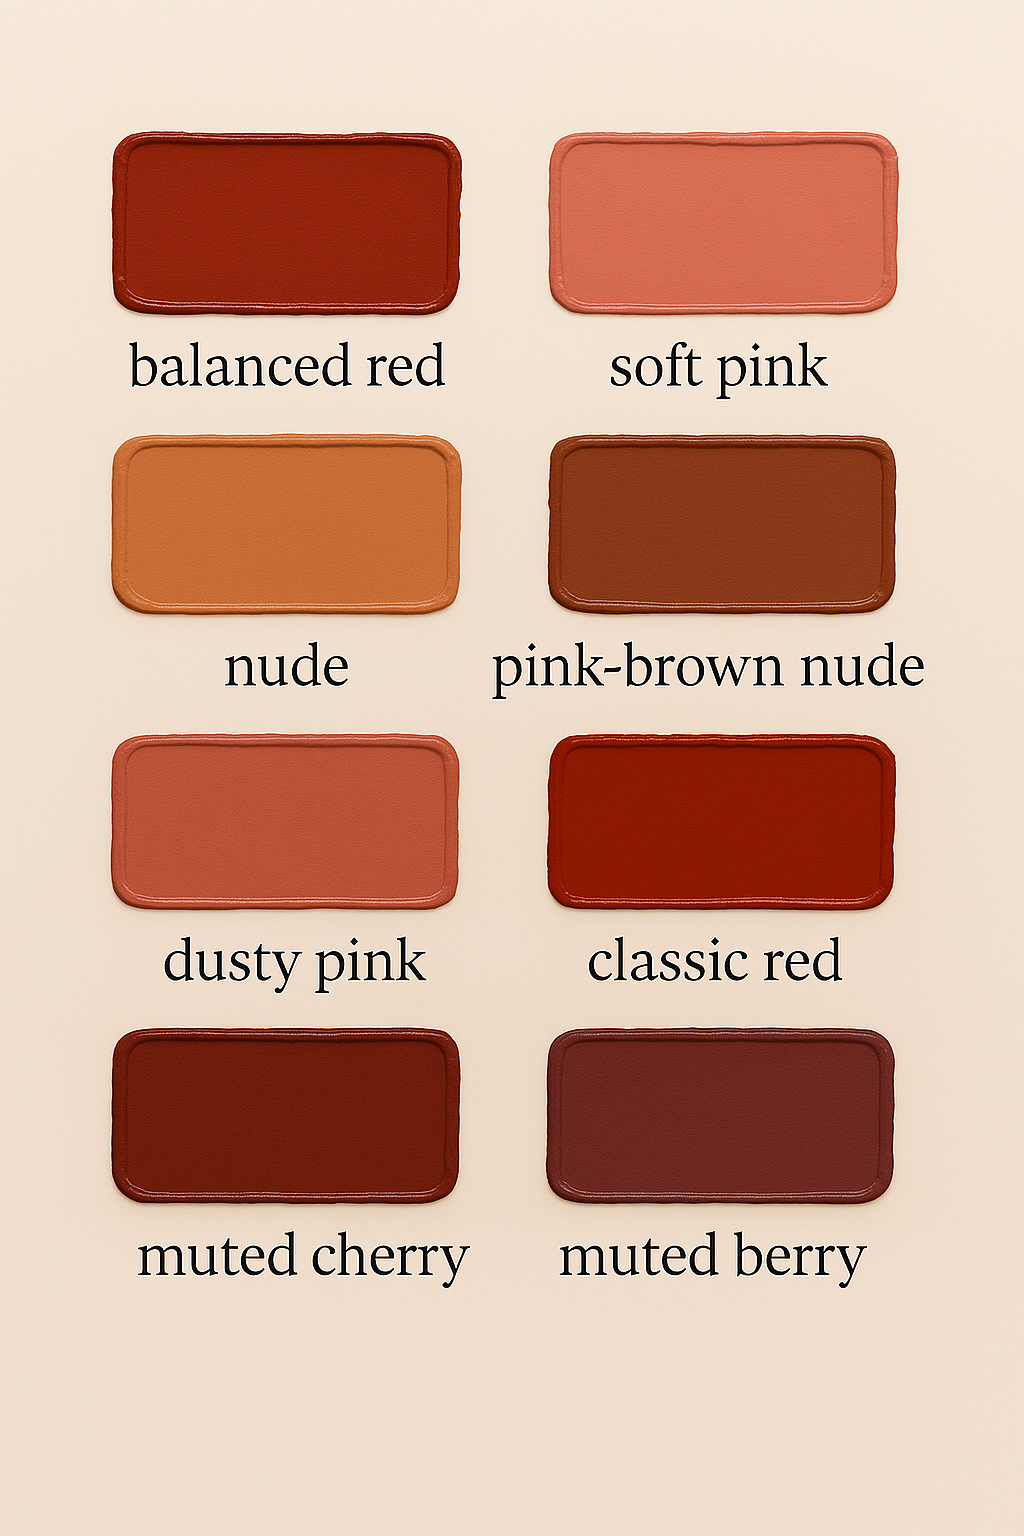 balanced red
soft pink
nude
pink-brown nude
dusty pink
classic red
muted cherry
muted berry